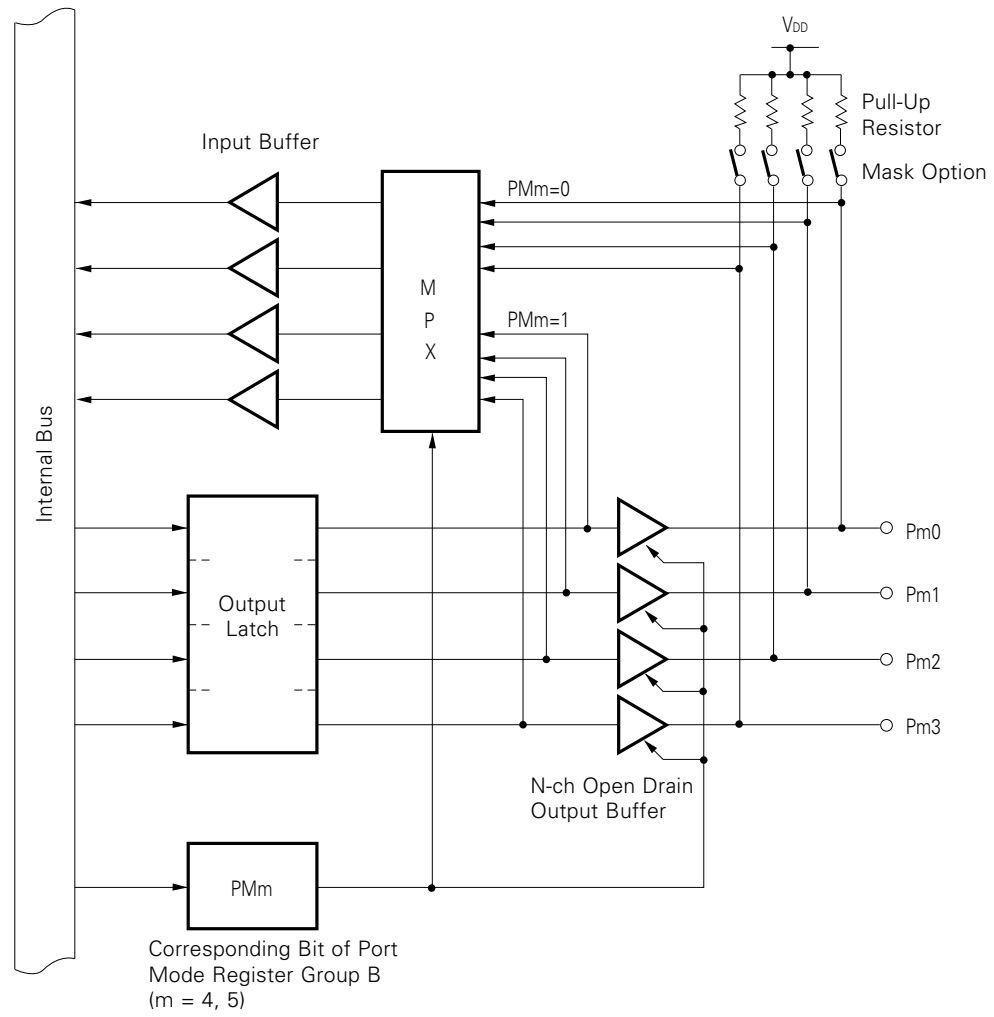 VDD
Pull-Up
Resistor
Mask Option
Input Buffer
PMm=0
M
P
X
PMm=1
Internal Bus
Output
Latch
Pm0
Pm1
Pm2
Pm3
N-ch Open Drain
Output Buffer
PMm
Corresponding Bit of Port
Mode Register Group B
(m = 4, 5)